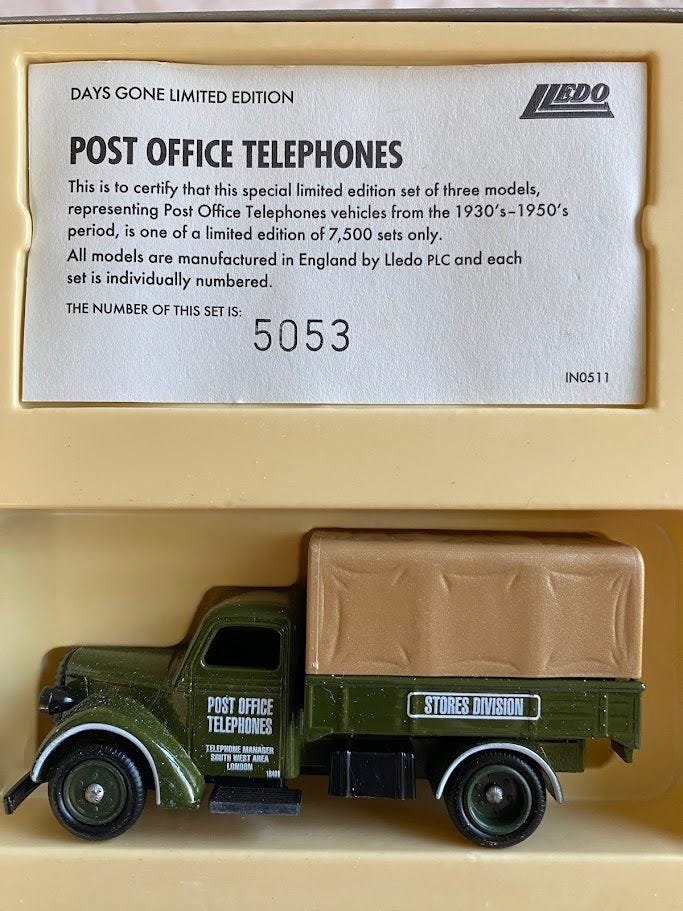 DAYS GONE LIMITED EDITION
LLEDO
POST OFFICE TELEPHONES
This is to certify that this special limited edition set of three models,
representing Post Office Telephones vehicles from the 1930's–1950's
period, is one of a limited edition of 7,500 sets only.
All models are manufactured in England by Lledo PLC and each
set is individually numbered.
THE NUMBER OF THIS SET IS:
5053
IN0511
POST OFFICE
TELEPHONES
TELEPHONE MANAGER
SOUTH WEST AREA
LONDON
STORES DIVISION